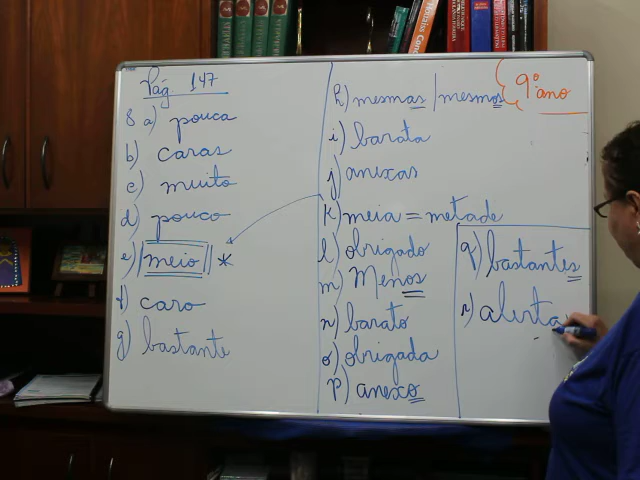 Pág. 147
8 a) pouca
b) caras
c) muito
d) pouco
e) meio *
f) caro
g) bastante
h) mesmas | mesmos
i) barata
j) anexas
k) meia = metade
l) obrigado
m) Menos
n) barato
o) obrigada
p) anexo
9º ano
q) bastantes
r) alerta